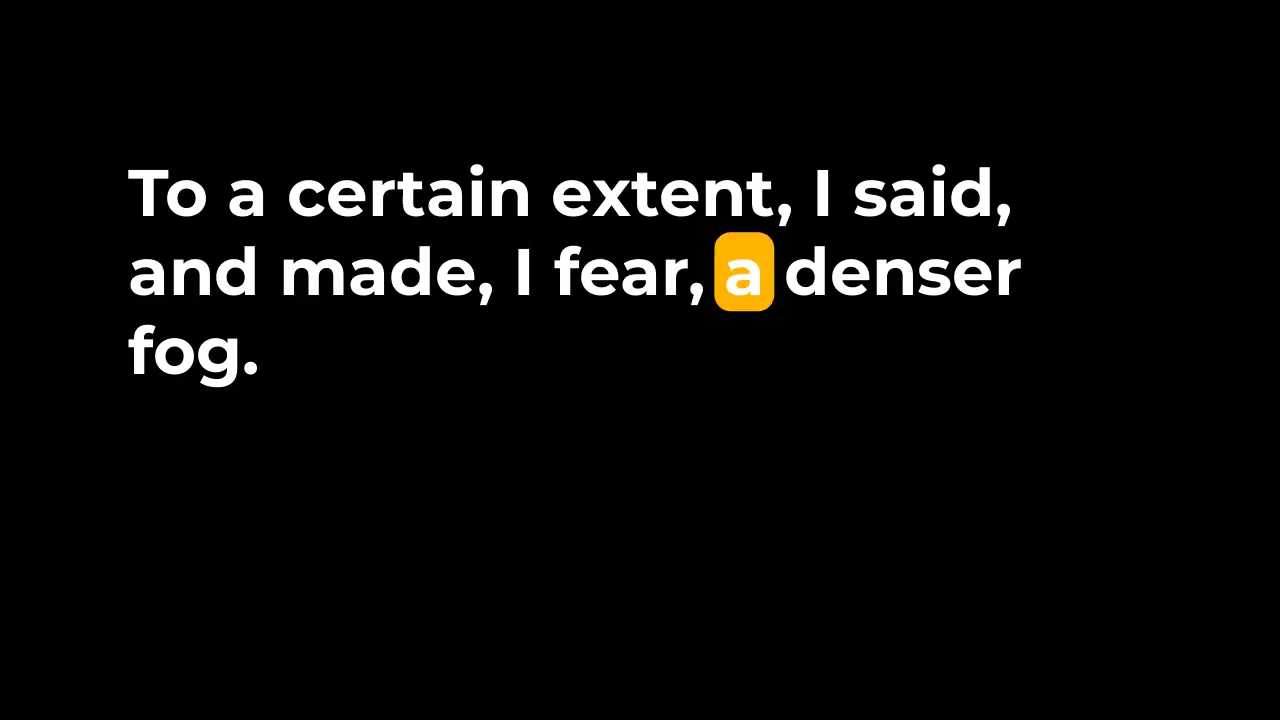 To a certain extent, I said,
and made, I fear, a denser
fog.